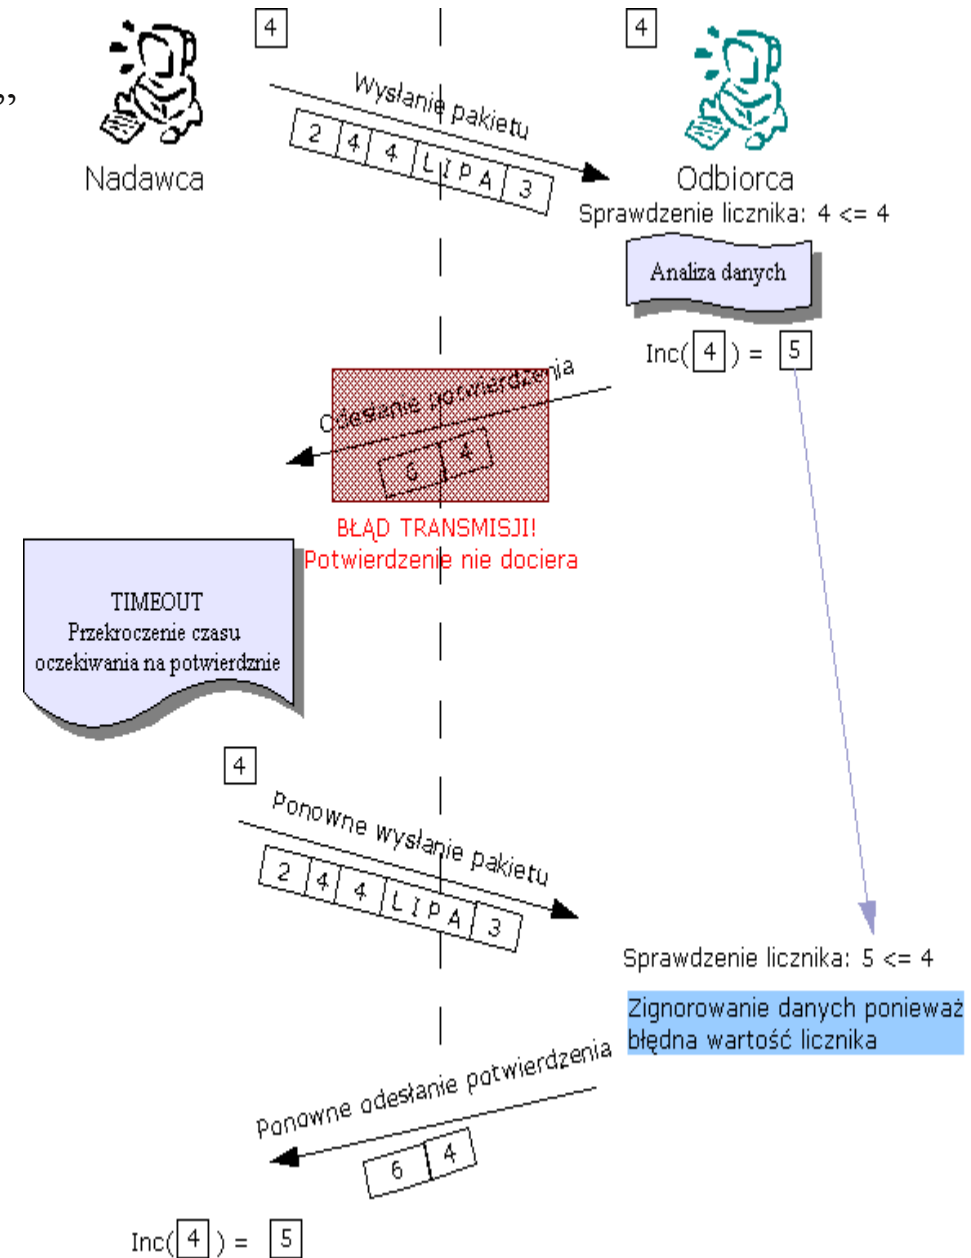 4
4
”
Wysłanie pakietu
2 4 4 LIPA 3
Nadawca
Odbiorca
Sprawdzenie licznika: 4 <= 4
Analiza danych
Inc( 4 ) = 5
Odesłanie potwierdzenia
6 4
BŁĄD TRANSMISJI!
Potwierdzenie nie dociera
TIMEOUT
Przekroczenie czasu
oczekiwania na potwierdznie
4
Ponowne wysłanie pakietu
2 4 4 LIPA 3
Sprawdzenie licznika: 5 <= 4
Zignorowanie danych ponieważ
błędna wartość licznika
Ponowne odesłanie potwierdzenia
6 4
Inc( 4 ) = 5